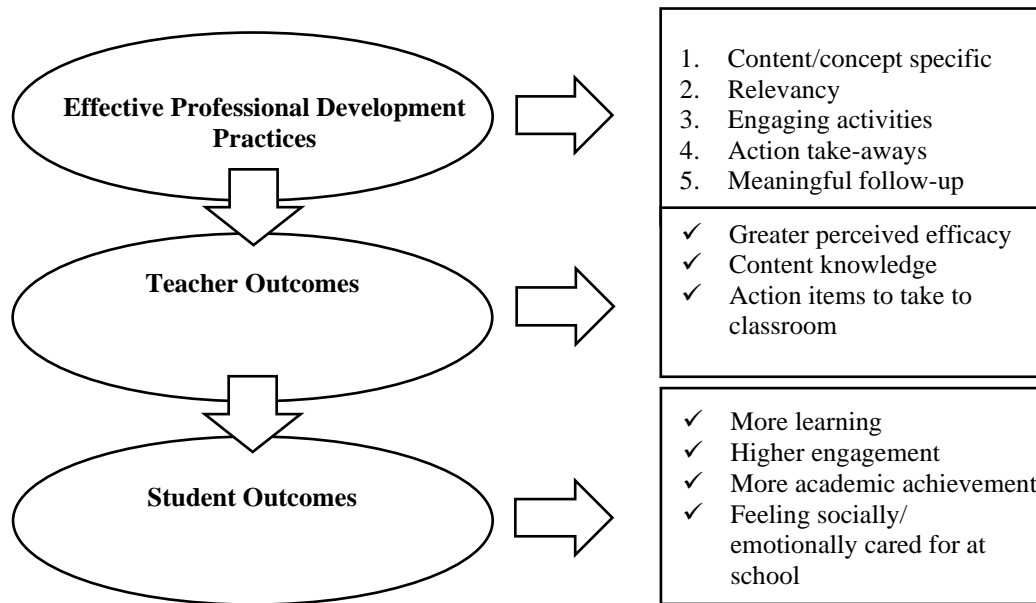 Effective Professional Development
Practices
1. Content/concept specific
2. Relevancy
3. Engaging activities
4. Action take-aways
5. Meaningful follow-up
Teacher Outcomes
✓ Greater perceived efficacy
✓ Content knowledge
✓ Action items to take to
classroom
Student Outcomes
✓ More learning
✓ Higher engagement
✓ More academic achievement
✓ Feeling socially/
emotionally cared for at
school